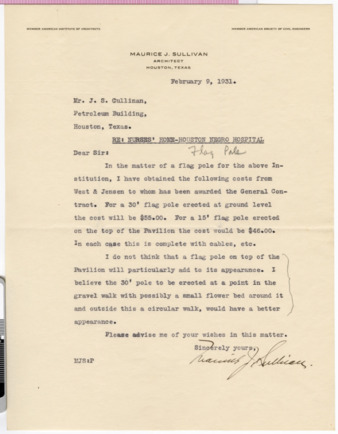 MEMBER AMERICAN INSTITUTE OF ARCHITECTS
MEMBER AMERICAN SOCIETY OF CIVIL ENGINEERS
MAURICE J. SULLIVAN
ARCHITECT
HOUSTON, TEXAS
February 9, 1931.
Mr. J. S. Cullinan,
Petroleum Building,
Houston, Texas.
RE: NURSES' HOME-HOUSTON NEGRO HOSPITAL
Flag Pole
Dear Sir:
In the matter of a flag pole for the above In-
stitution, I have obtained the following costs from
West & Jensen to whom has been awarded the General Con-
tract. For a 30' flag pole erected at ground level
the cost will be $55.00. For a 15' flag pole erected
on the top of the Pavilion the cost would be $46.00.
In each case this is complete with cables, etc.
I do not think that a flag pole on top of the
Pavilion will particularly add to its appearance. I
believe the 30' pole to be erected at a point in the
gravel walk with possibly a small flower bed around it
and outside this a circular walk, would have a better
appearance.
Please advise me of your wishes in this matter.
Sincerely yours,
Maurice J. Sullivan.
MJS:P